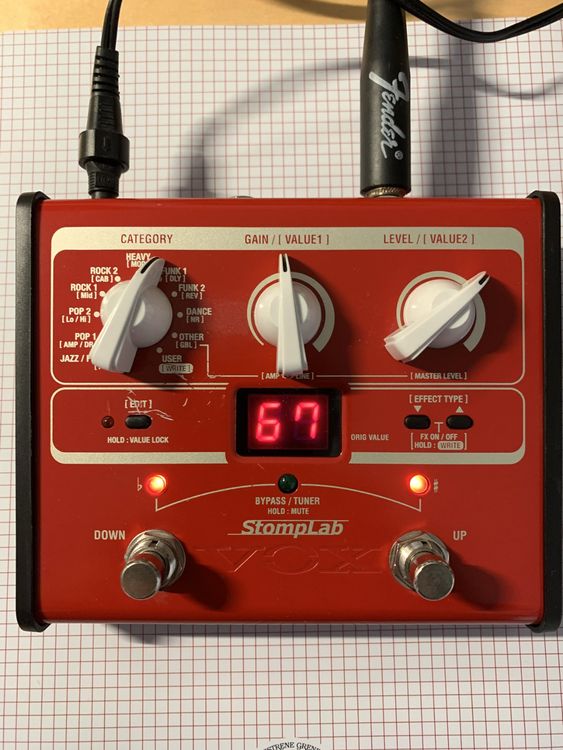 Fender®
CATEGORY
GAIN / [ VALUE1 ]
LEVEL / [ VALUE2 ]
HEAVY
ROCK 2
[ CAB ]
FUNK 1
[ DLY ]
ROCK 1
[ Mid ]
FUNK 2
[ REV ]
POP 2
[ Lo / Hi ]
DANCE
[ NR ]
POP 1
OTHER
[ GBL ]
USER
[ WRITE ]
[ MASTER LEVEL ]
[ EDIT ]
HOLD : VALUE LOCK
67
ORIG VALUE
[ EFFECT TYPE ]
FX ON / OFF
[ HOLD : WRITE ]
♭
♯
BYPASS / TUNER
HOLD : MUTE
DOWN
StompLab
UP
VOX